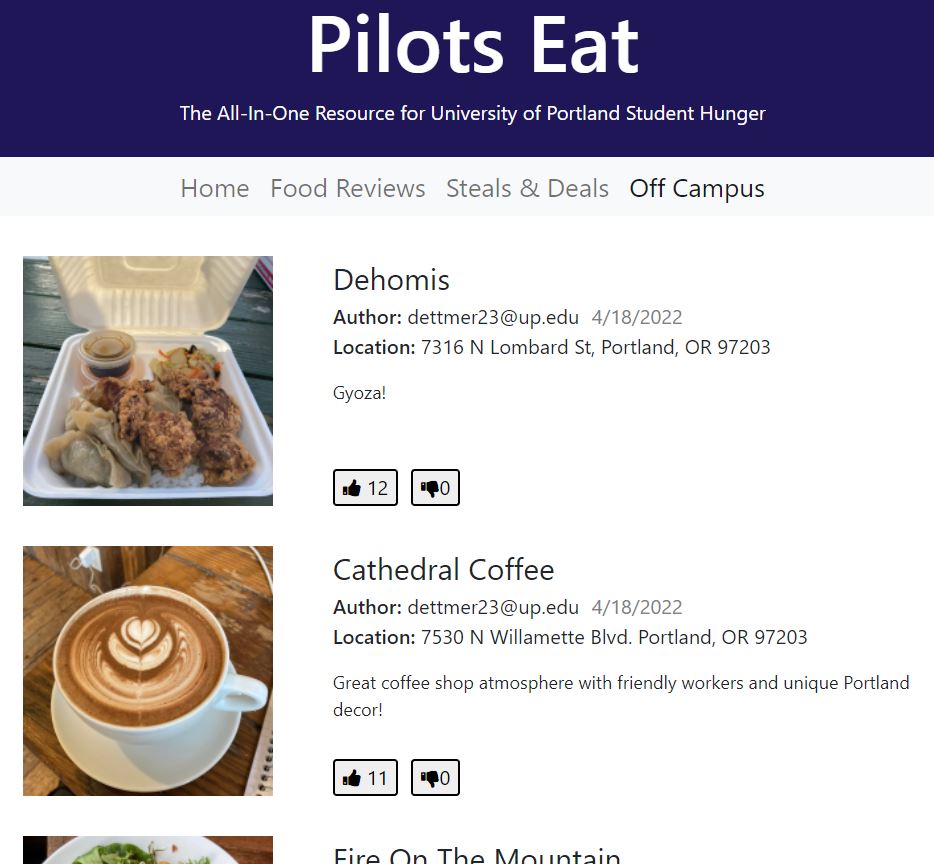 Pilots Eat
The All-In-One Resource for University of Portland Student Hunger
Home Food Reviews Steals & Deals Off Campus
Dehomis
Author: dettmer23@up.edu 4/18/2022
Location: 7316 N Lombard St, Portland, OR 97203
Gyoza!
12 0
Cathedral Coffee
Author: dettmer23@up.edu 4/18/2022
Location: 7530 N Willamette Blvd. Portland, OR 97203
Great coffee shop atmosphere with friendly workers and unique Portland
decor!
11 0
Fire On The Mountain